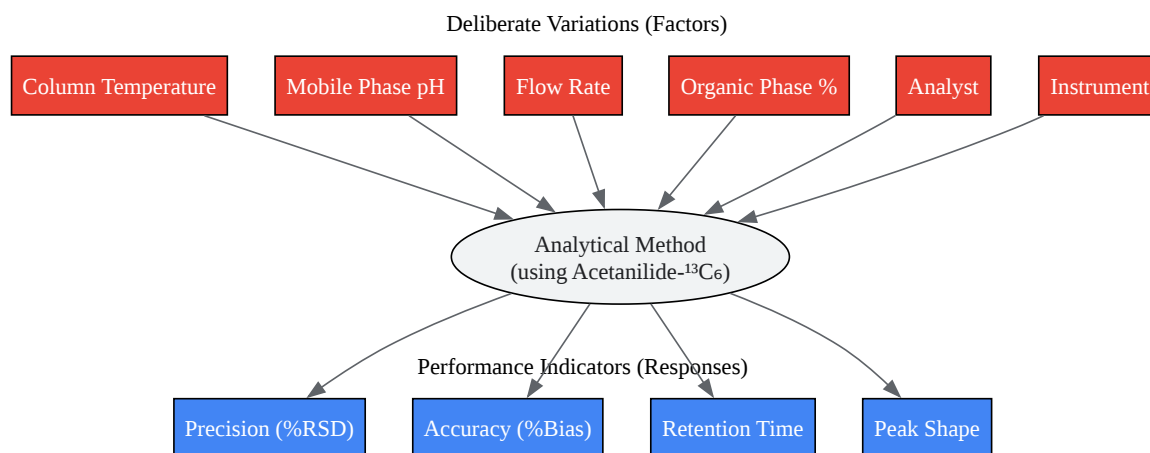 Deliberate Variations (Factors)
Column Temperature
Mobile Phase pH
Flow Rate
Organic Phase %
Analyst
Instrument
Analytical Method
(using Acetanilide-¹³C₆)
Performance Indicators (Responses)
Precision (%RSD)
Accuracy (%Bias)
Retention Time
Peak Shape